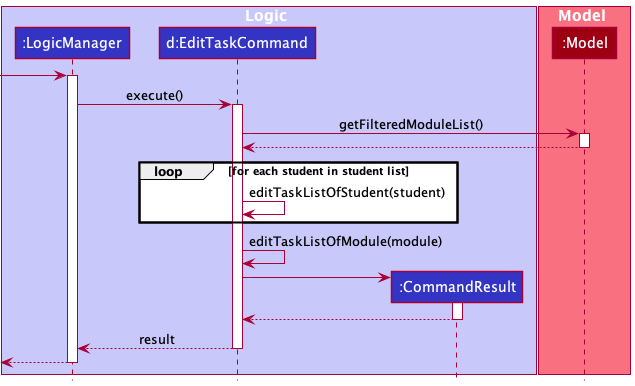 Logic
Model
:LogicManager
d:EditTaskCommand
:Model
execute()
getFilteredModuleList()
loop
[for each student in student list]
editTaskListOfStudent(student)
editTaskListOfModule(module)
:CommandResult
result